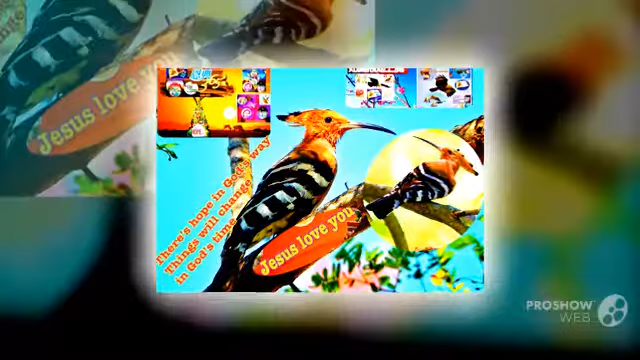 There's hope in God's way
Things will change
in God's time
Jesus love you
Jesus love you
PROSHOW
WEB